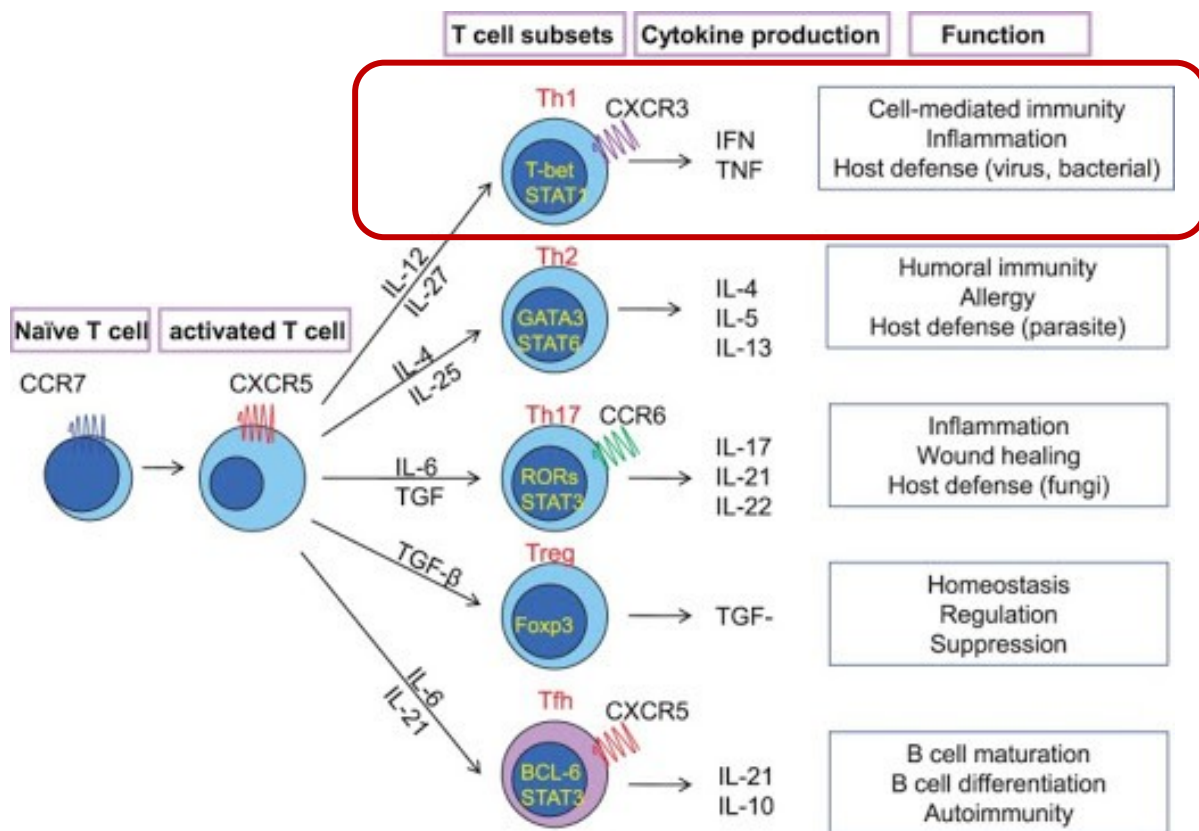 T cell subsets
Cytokine production
Function
Th1
CXCR3
T-bet
STAT1
IFN
TNF
Cell-mediated immunity
Inflammation
Host defense (virus, bacterial)
IL-12
IL-27
Th2
GATA3
STAT6
IL-4
IL-5
IL-13
Humoral immunity
Allergy
Host defense (parasite)
Naïve T cell
activated T cell
CCR7
CXCR5
IL-4
IL-25
Th17
CCR6
RORs
STAT3
IL-17
IL-21
IL-22
Inflammation
Wound healing
Host defense (fungi)
IL-6
TGF
Treg
TGF-β
Foxp3
TGF-
Homeostasis
Regulation
Suppression
IL-6
IL-21
Tfh
CXCR5
BCL-6
STAT3
IL-21
IL-10
B cell maturation
B cell differentiation
Autoimmunity